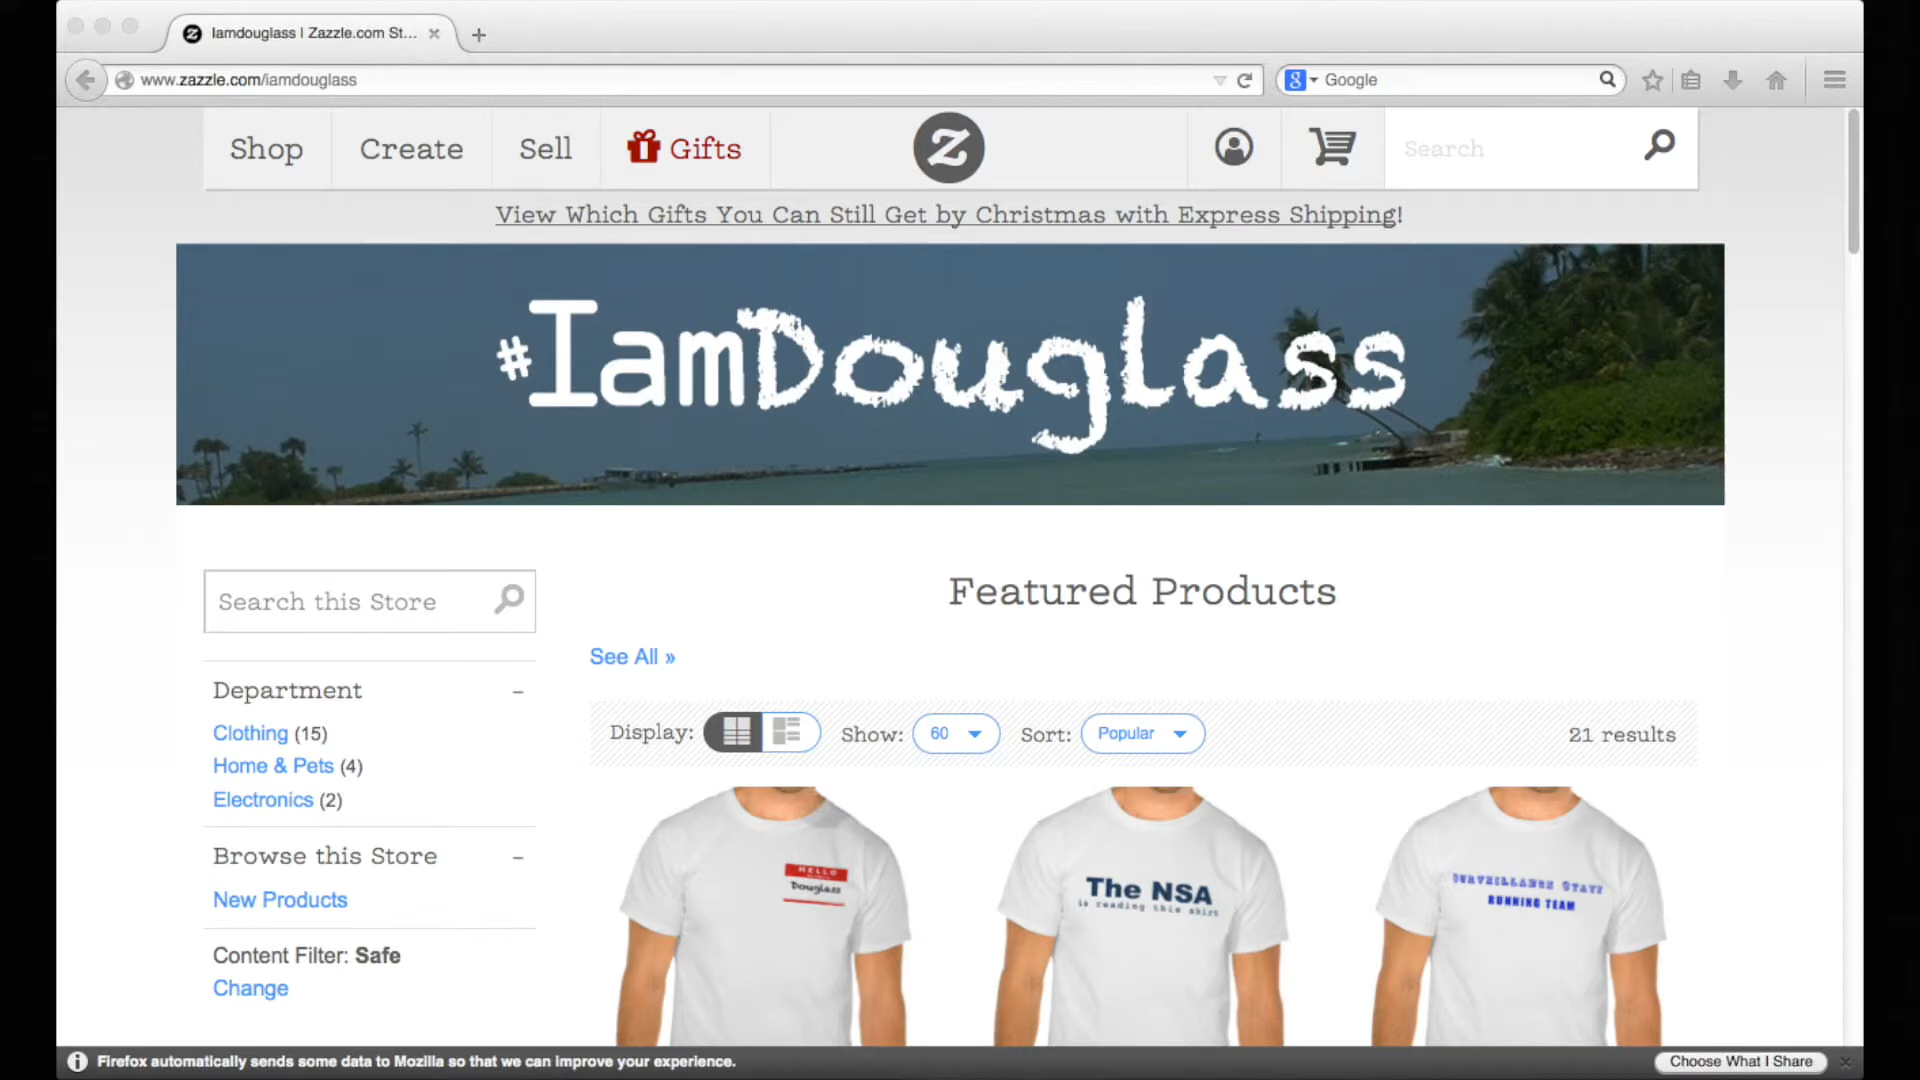 Iamdouglass | Zazzle.com St...
www.zazzle.com/iamdouglass
Google
Shop
Create
Sell
Gifts
Z
Search
View Which Gifts You Can Still Get by Christmas with Express Shipping!
#IamDouglass
Search this Store
Featured Products
See All »
Department
–
Clothing (15)
Home & Pets (4)
Electronics (2)
Browse this Store
–
New Products
Content Filter: Safe
Change
Display:
Show: 60
Sort: Popular
21 results
HELLO
Douglass
The NSA
is reading this shirt
SURVEILLANCE STATE
RUNNING TEAM
Firefox automatically sends some data to Mozilla so that we can improve your experience.
Choose What I Share